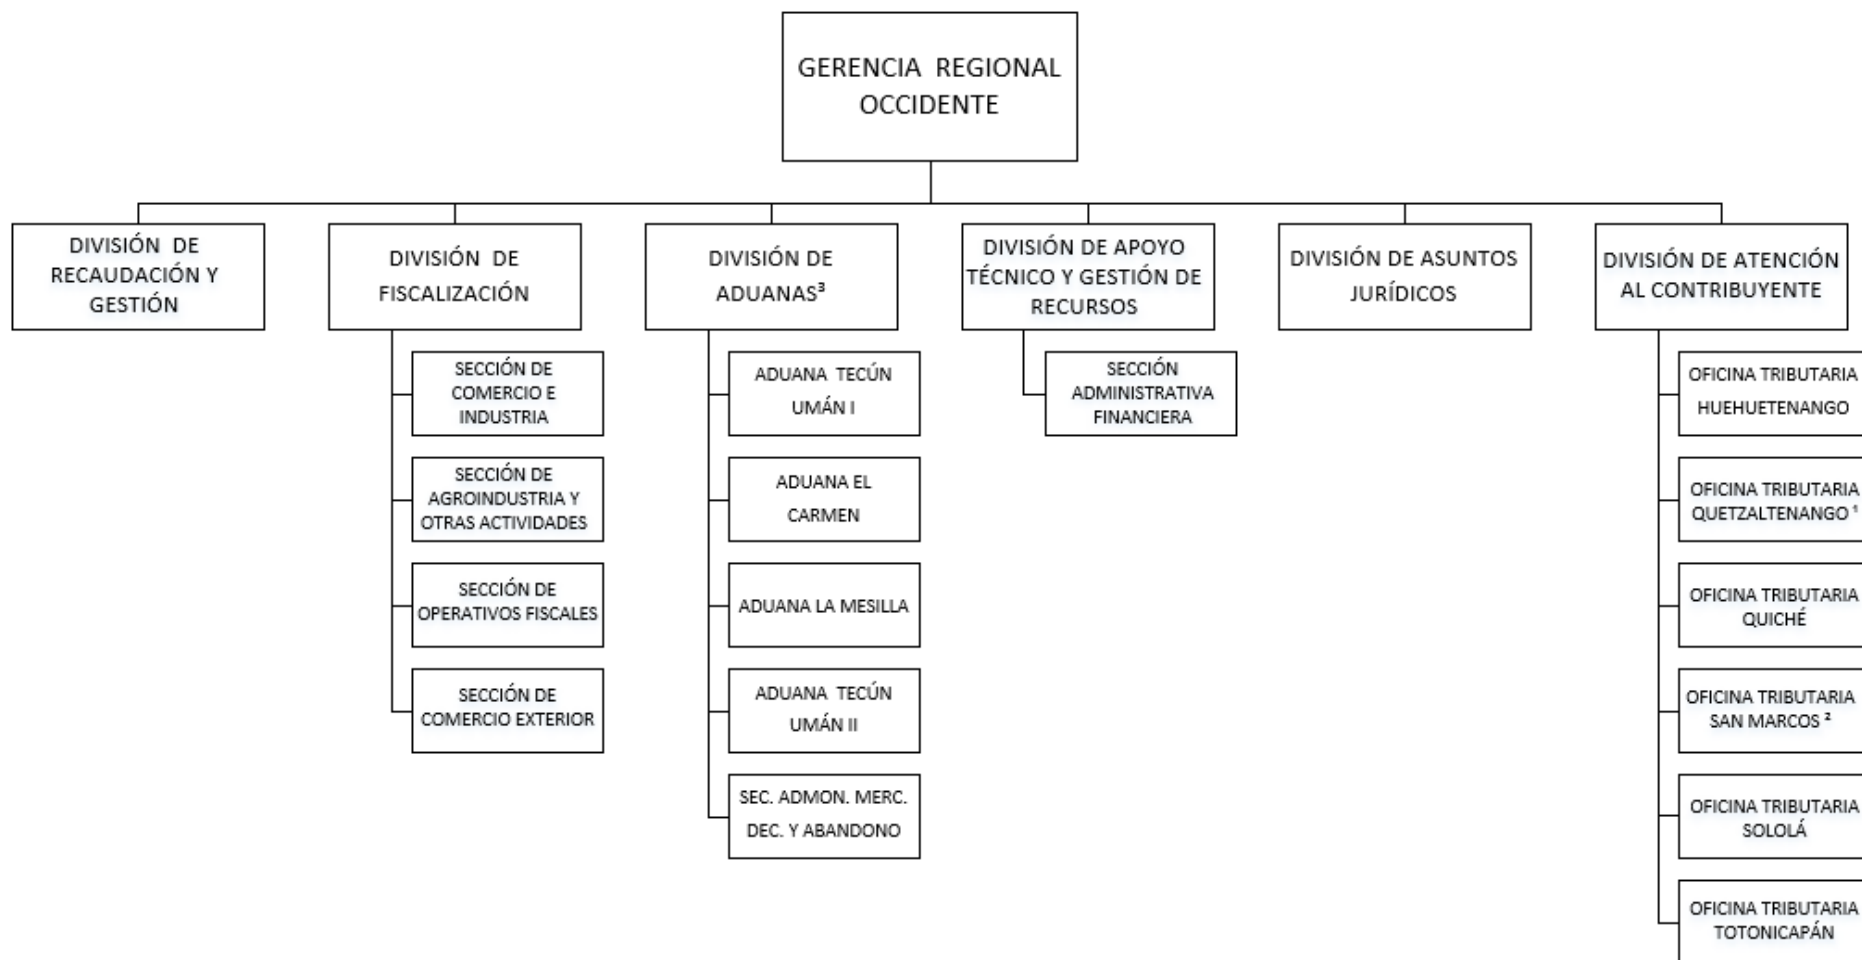 GERENCIA REGIONAL
OCCIDENTE
DIVISIÓN DE
RECAUDACIÓN Y
GESTIÓN
DIVISIÓN DE
FISCALIZACIÓN
SECCIÓN DE
COMERCIO E
INDUSTRIA
SECCIÓN DE
AGROINDUSTRIA Y
OTRAS ACTIVIDADES
SECCIÓN DE
OPERATIVOS FISCALES
SECCIÓN DE
COMERCIO EXTERIOR
DIVISIÓN DE
ADUANAS³
ADUANA TECÚN
UMÁN I
ADUANA EL
CARMEN
ADUANA LA MESILLA
ADUANA TECÚN
UMÁN II
SEC. ADMON. MERC.
DEC. Y ABANDONO
DIVISIÓN DE APOYO
TÉCNICO Y GESTIÓN DE
RECURSOS
SECCIÓN
ADMINISTRATIVA
FINANCIERA
DIVISIÓN DE ASUNTOS
JURÍDICOS
DIVISIÓN DE ATENCIÓN
AL CONTRIBUYENTE
OFICINA TRIBUTARIA
HUEHUETENANGO
OFICINA TRIBUTARIA
QUETZALTENANGO ¹
OFICINA TRIBUTARIA
QUICHÉ
OFICINA TRIBUTARIA
SAN MARCOS ²
OFICINA TRIBUTARIA
SOLOLÁ
OFICINA TRIBUTARIA
TOTONICAPÁN